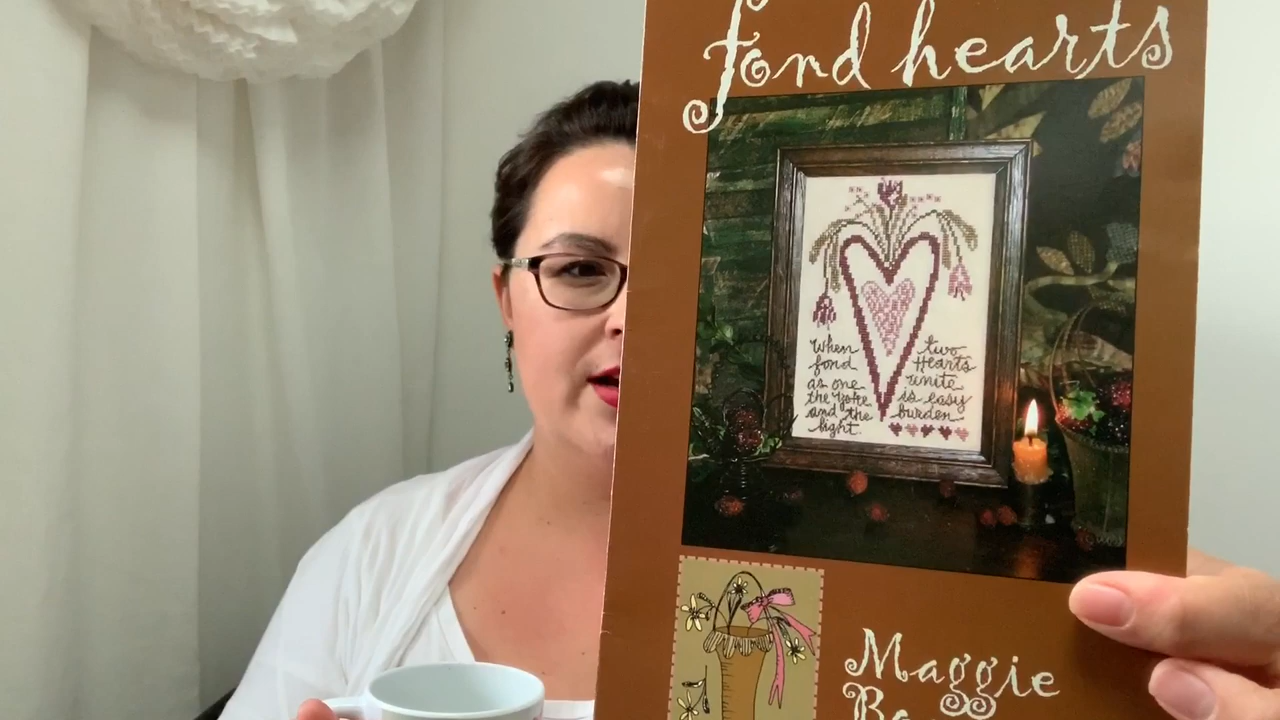 fond hearts
When two
fond Hearts
as one unite
the Yoke is easy
and the burden
light.
Maggie